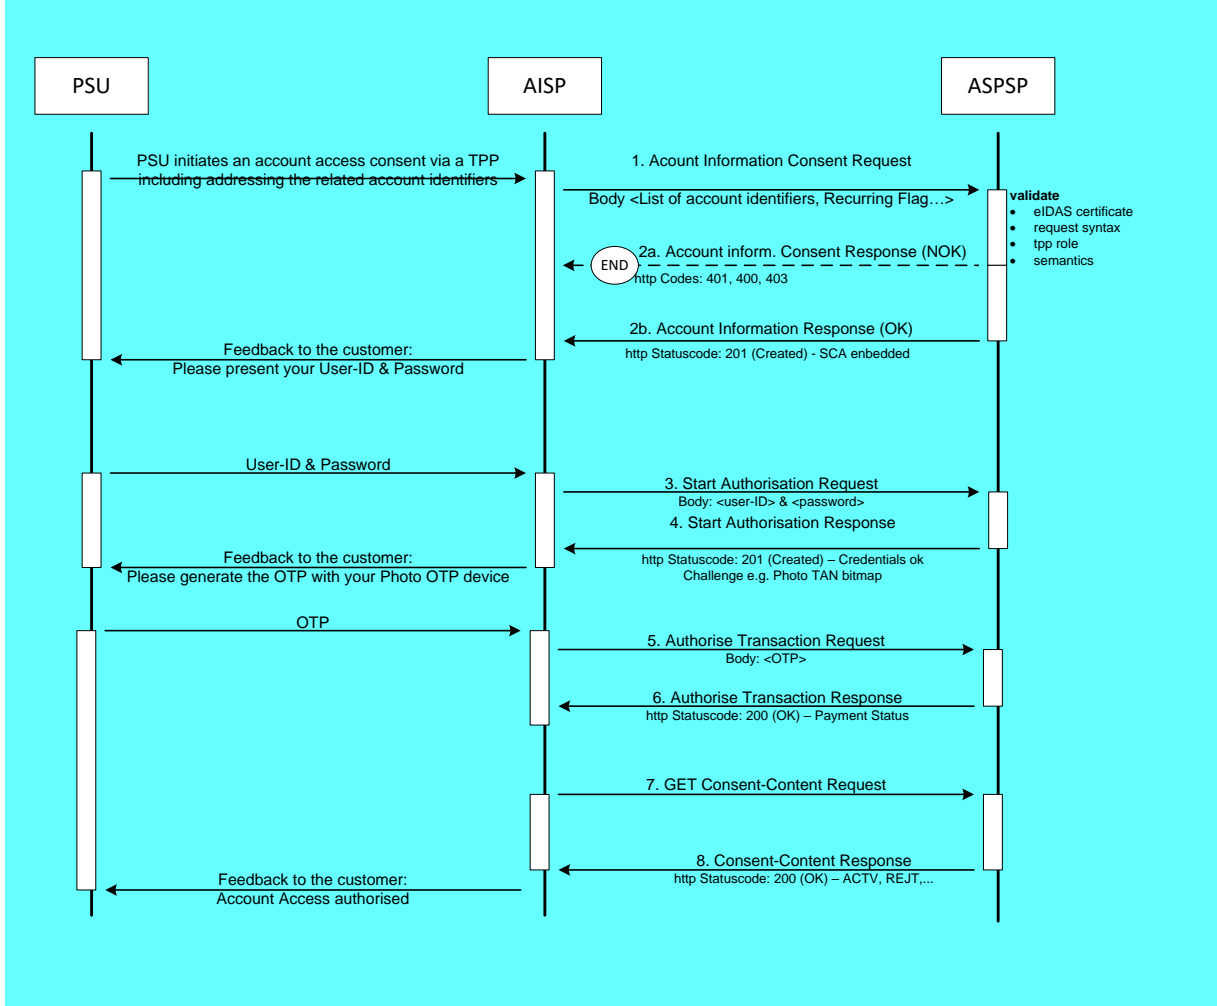 PSU
AISP
ASPSP
PSU initiates an account access consent via a TPP
including addressing the related account identifiers
1. Acount Information Consent Request
Body <List of account identifiers, Recurring Flag…>
validate
• eIDAS certificate
• request syntax
• tpp role
• semantics
2a. Account inform. Consent Response (NOK)
END
http Codes: 401, 400, 403
2b. Account Information Response (OK)
http Statuscode: 201 (Created) - SCA enbedded
Feedback to the customer:
Please present your User-ID & Password
User-ID & Password
3. Start Authorisation Request
Body: <user-ID> & <password>
4. Start Authorisation Response
http Statuscode: 201 (Created) – Credentials ok
Challenge e.g. Photo TAN bitmap
Feedback to the customer:
Please generate the OTP with your Photo OTP device
OTP
5. Authorise Transaction Request
Body: <OTP>
6. Authorise Transaction Response
http Statuscode: 200 (OK) – Payment Status
7. GET Consent-Content Request
8. Consent-Content Response
http Statuscode: 200 (OK) – ACTV, REJT,...
Feedback to the customer:
Account Access authorised